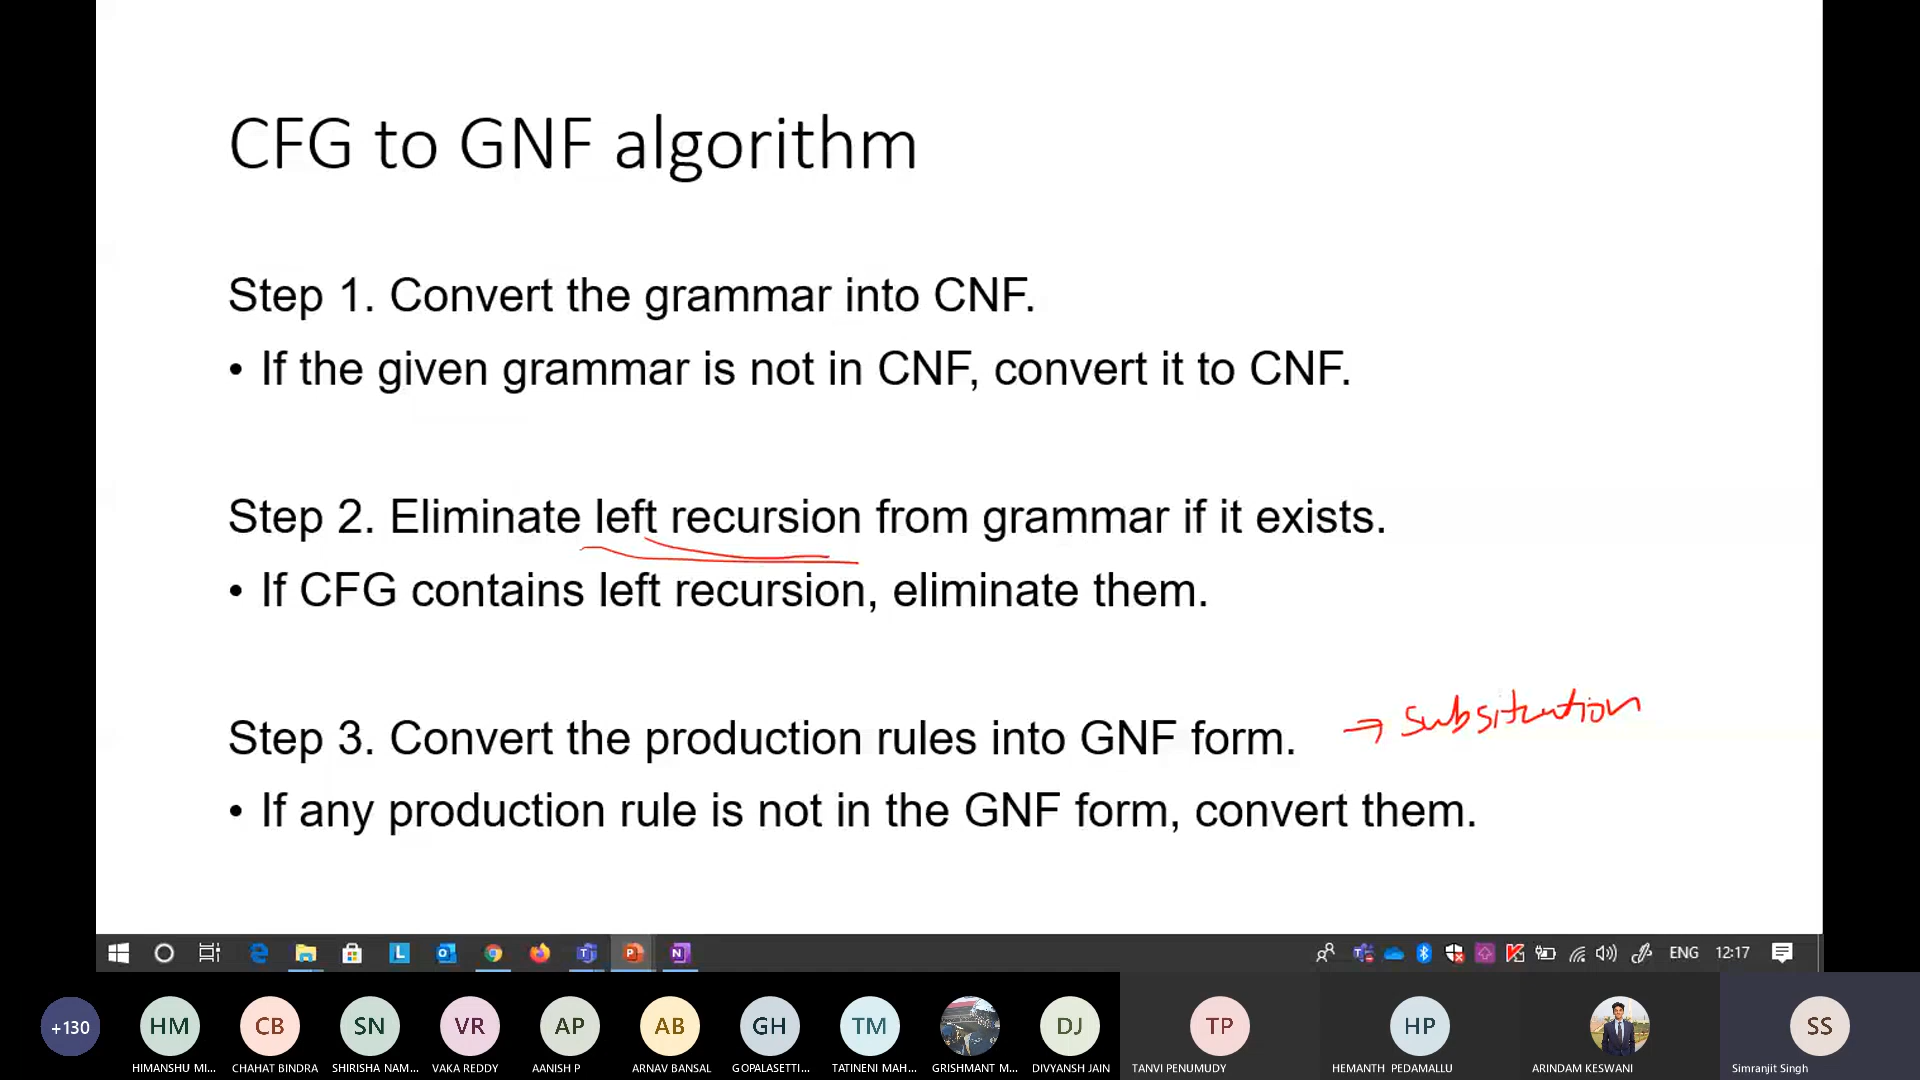 CFG to GNF algorithm
Step 1. Convert the grammar into CNF.
• If the given grammar is not in CNF, convert it to CNF.
Step 2. Eliminate left recursion from grammar if it exists.
• If CFG contains left recursion, eliminate them.
Step 3. Convert the production rules into GNF form. → Subsitution
• If any production rule is not in the GNF form, convert them.
ENG 12:17
+130 HM CB SN VR AP AB GH TM DJ TP HP SS
HIMANSHU MI... CHAHAT BINDRA SHIRISHA NAM... VAKA REDDY AANISH P ARNAV BANSAL GOPALASETTI... TATINENI MAH... GRISHMANT M... DIVYANSH JAIN TANVI PENUMUDY HEMANTH PEDAMALLU ARINDAM KESWANI Simranjit Singh